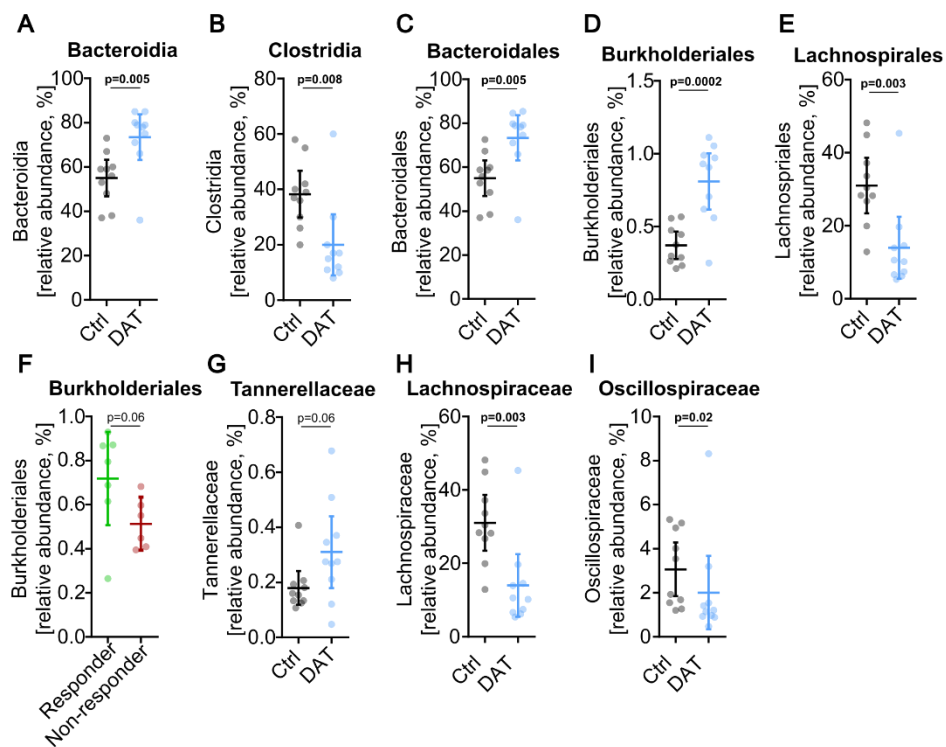 A
Bacteroidia
Bacteroidia
[relative abundance, %]
p=0.005
100
80
60
40
20
0
Ctrl
DAT
B
Clostridia
Clostridia
[relative abundance, %]
p=0.008
80
60
40
20
0
Ctrl
DAT
C
Bacteroidales
Bacteroidales
[relative abundance, %]
p=0.005
100
80
60
40
20
0
Ctrl
DAT
D
Burkholderiales
Burkholderiales
[relative abundance, %]
p=0.0002
1.5
1.0
0.5
0.0
Ctrl
DAT
E
Lachnospirales
Lachnospriales
[relative abundance, %]
p=0.003
60
40
20
0
Ctrl
DAT
F
Burkholderiales
Burkholderiales
[relative abundance, %]
p=0.06
1.0
0.8
0.6
0.4
0.2
0.0
Responder
Non-responder
G
Tannerellaceae
Tannerellaceae
[relative abundance, %]
p=0.06
0.8
0.6
0.4
0.2
0.0
Ctrl
DAT
H
Lachnospiraceae
Lachnospiraceae
[relative abundance, %]
p=0.003
60
40
20
0
Ctrl
DAT
I
Oscillospiraceae
Oscillospiraceae
[relative abundance, %]
p=0.02
10
8
6
4
2
0
Ctrl
DAT